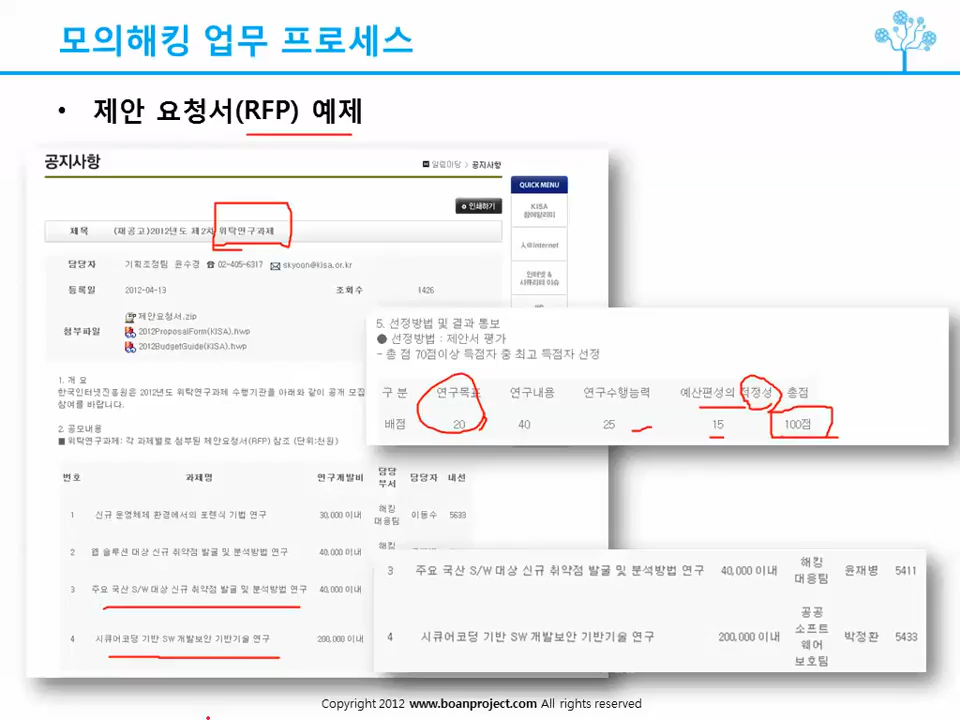 모의해킹 업무 프로세스
• 제안 요청서(RFP) 예제
공지사항
알림마당 > 공지사항
QUICK MENU
인쇄하기
KISA
제목 (재공고)2012년도 제2차 위탁연구과제
人@Internet
담당자 기획조정팀 윤수경 ☎ 02-405-6317 skyoon@kisa.or.kr
인터넷 &
시큐리티 이슈
등록일 2012-04-13 조회수 1426
첨부파일 제안요청서.zip
2012ProposalForm(KISA).hwp
2012BudgetGuide(KISA).hwp
1. 개 요
한국인터넷진흥원은 2012년도 위탁연구과제 수행기관을 아래와 같이 공개 모집
참여를 바랍니다.
2. 공모내용
■ 위탁연구과제: 각 과제별로 첨부된 제안요청서(RFP) 참조 (단위:천원)
번호 과제명 연구개발비 담당부서 담당자 내선
1 신규 운영체제 환경에서의 포렌식 기법 연구 30,000 이내 해킹대응팀 이동수 5633
2 웹 솔루션 대상 신규 취약점 발굴 및 분석방법 연구 40,000 이내 해킹
3 주요 국산 S/W 대상 신규 취약점 발굴 및 분석방법 연구 40,000 이내
4 시큐어코딩 기반 SW 개발보안 기반기술 연구 200,000 이내
5. 선정방법 및 결과 통보
● 선정방법 : 제안서 평가
- 총 점 70점이상 득점자 중 최고 득점자 선정
구 분 연구목표 연구내용 연구수행능력 예산편성의 적정성 총점
배점 20 40 25 15 100점
3 주요 국산 S/W 대상 신규 취약점 발굴 및 분석방법 연구 40,000 이내 해킹대응팀 윤재병 5411
4 시큐어코딩 기반 SW 개발보안 기반기술 연구 200,000 이내 공공소프트웨어보호팀 박정환 5433
Copyright 2012 www.boanproject.com All rights reserved